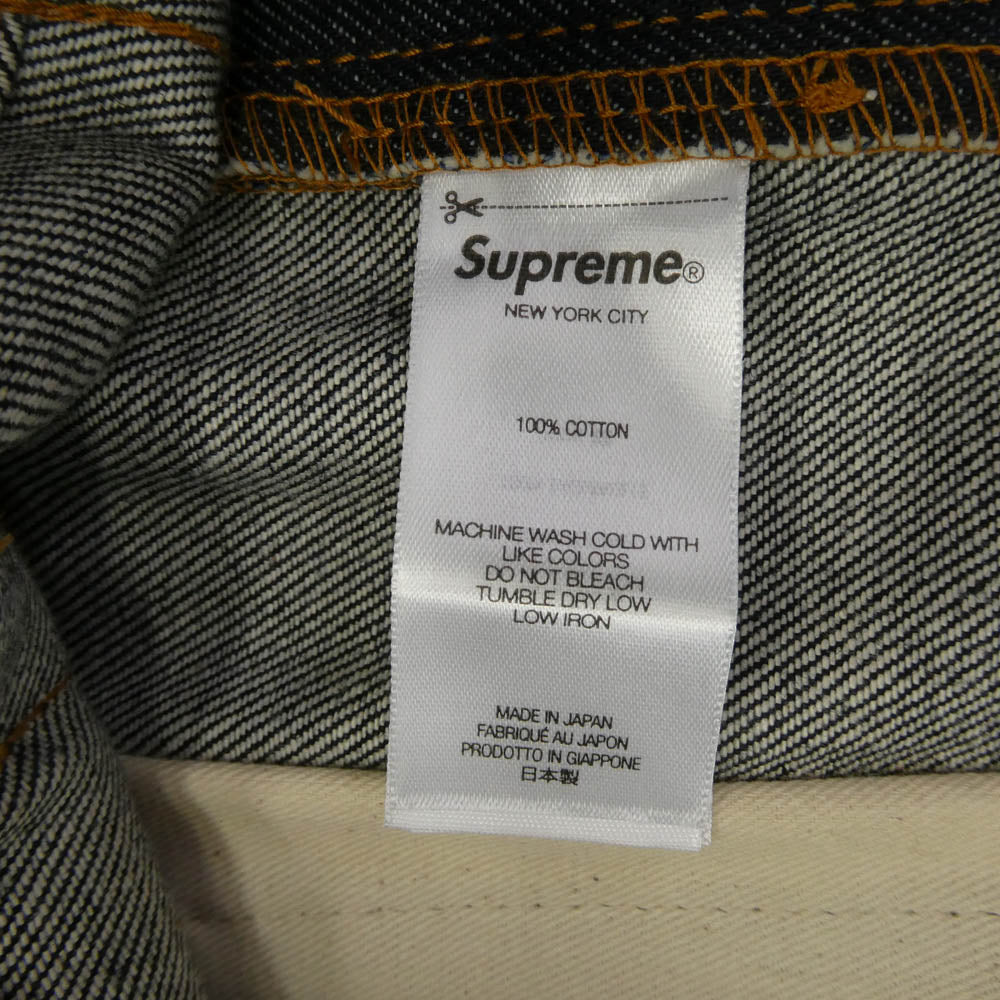 Supreme®
NEW YORK CITY
100% COTTON
MACHINE WASH COLD WITH
LIKE COLORS
DO NOT BLEACH
TUMBLE DRY LOW
LOW IRON
MADE IN JAPAN
FABRIQUÉ AU JAPON
PRODOTTO IN GIAPPONE
日本製